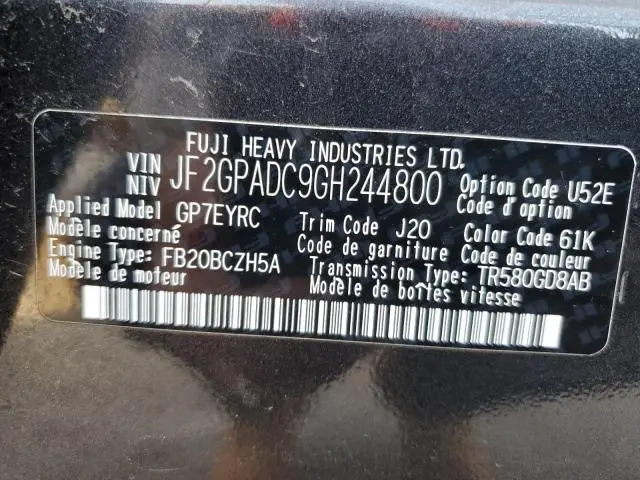 FUJI HEAVY INDUSTRIES LTD.
VIN
NIV JF2GPADC9GH244800
Option Code U52E
Code d'option
Applied Model GP7EYRC
Modèle concerné
Trim Code J20
Code de garniture
Color Code 61K
Code de couleur
Engine Type: FB20BCZH5A
Modèle de moteur
Transmission Type: TR580GD8AB
Modèle de boîtes vitesse